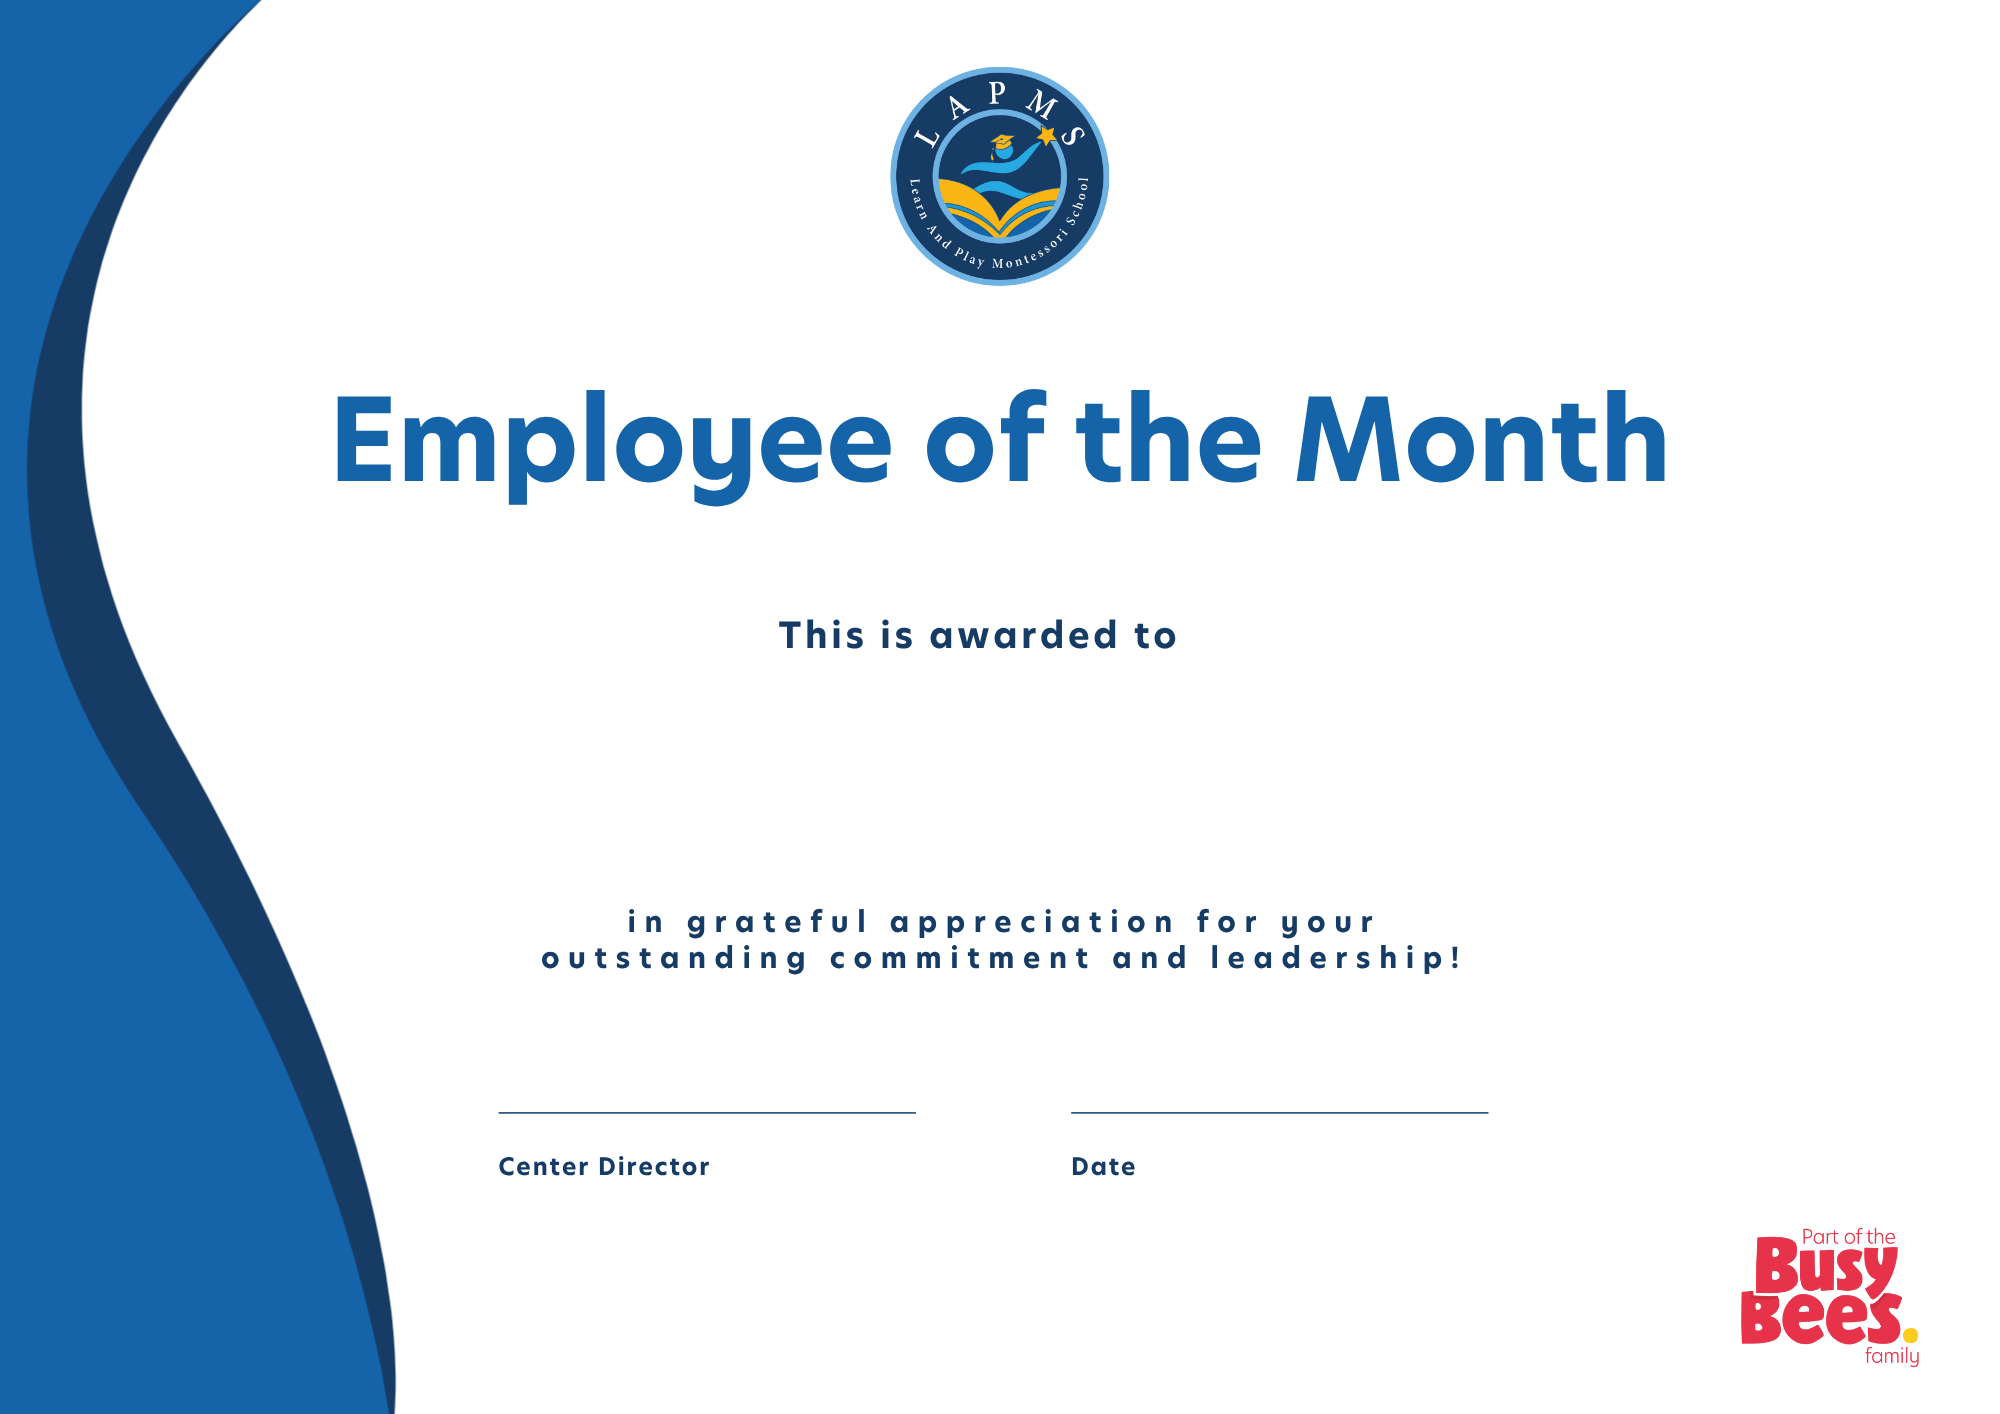 LAPMS
Learn And Play Montessori School
Employee of the Month
This is awarded to
in grateful appreciation for your
outstanding commitment and leadership!
Center Director
Date
Part of the
Busy
Bees.
family